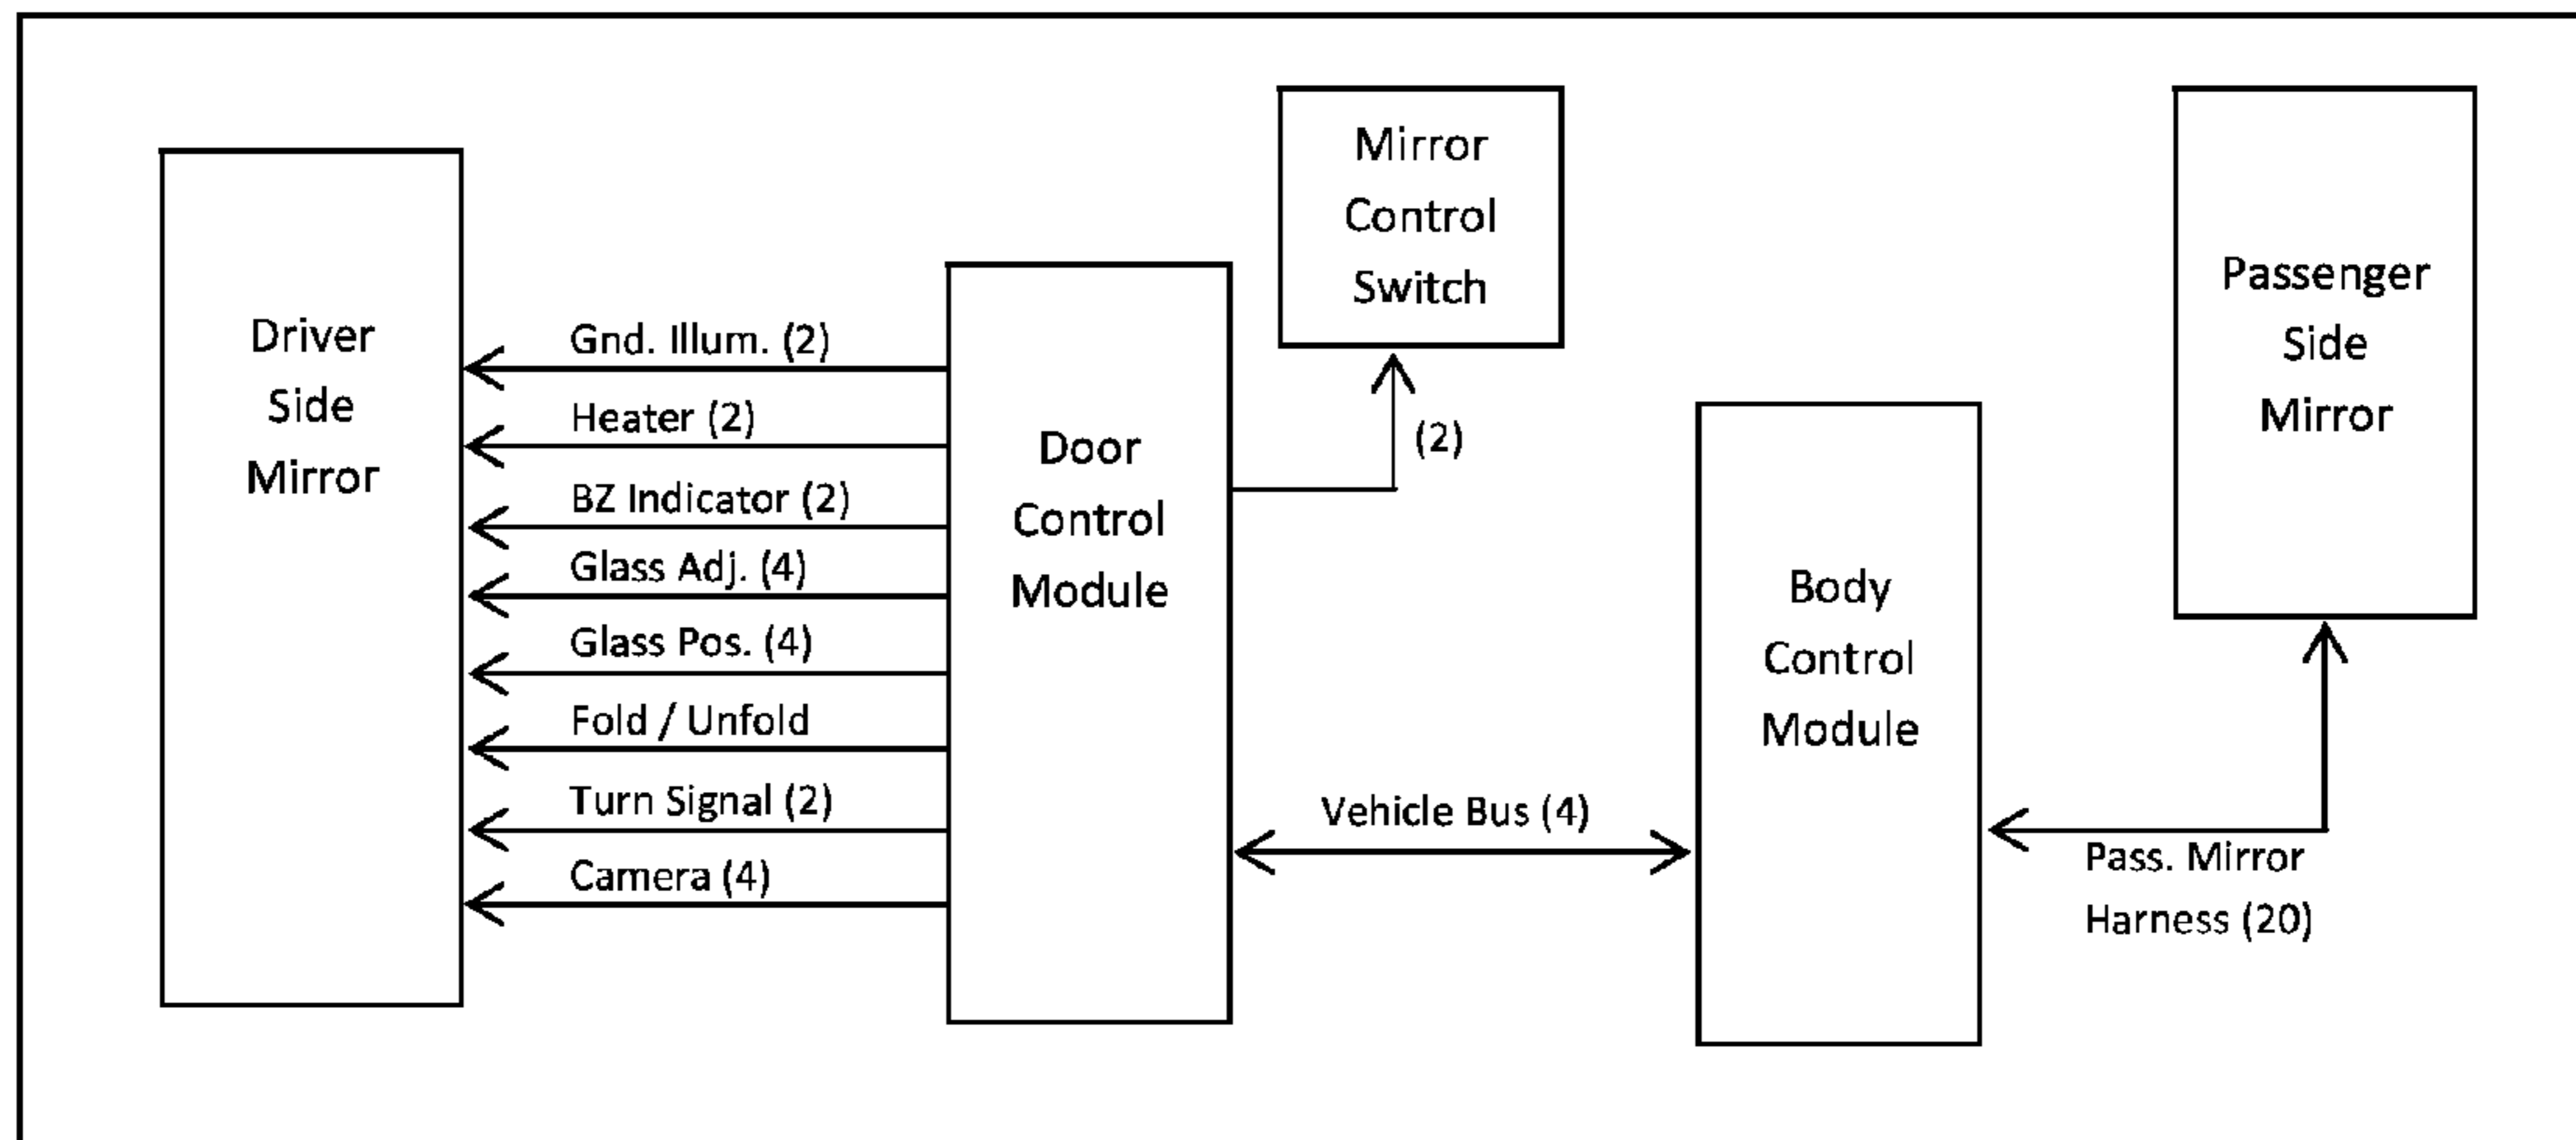 Driver
Side
Mirror
Gnd. Illum. (2)
Heater (2)
BZ Indicator (2)
Glass Adj. (4)
Glass Pos. (4)
Fold / Unfold
Turn Signal (2)
Camera (4)
Door
Control
Module
Mirror
Control
Switch
(2)
Vehicle Bus (4)
Body
Control
Module
Passenger
Side
Mirror
Pass. Mirror
Harness (20)